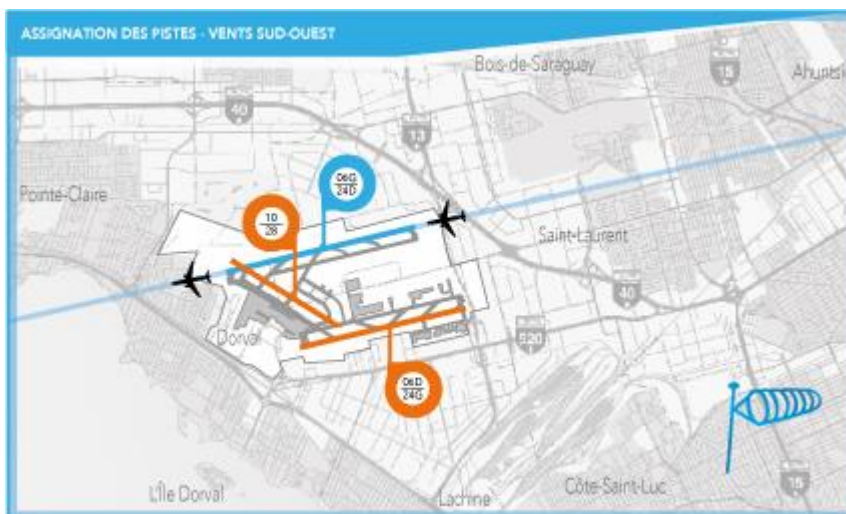 ASSIGNATION DES PISTES - VENTS SUD-OUEST
Bois-de-Saraguay
15
Ahuntsi
40
13
Pointe-Claire
06G
24D
10
28
Saint-Laurent
40
Dorval
520
06D
24G
L'Île Dorval
Lachine
Côte-Saint-Luc
15